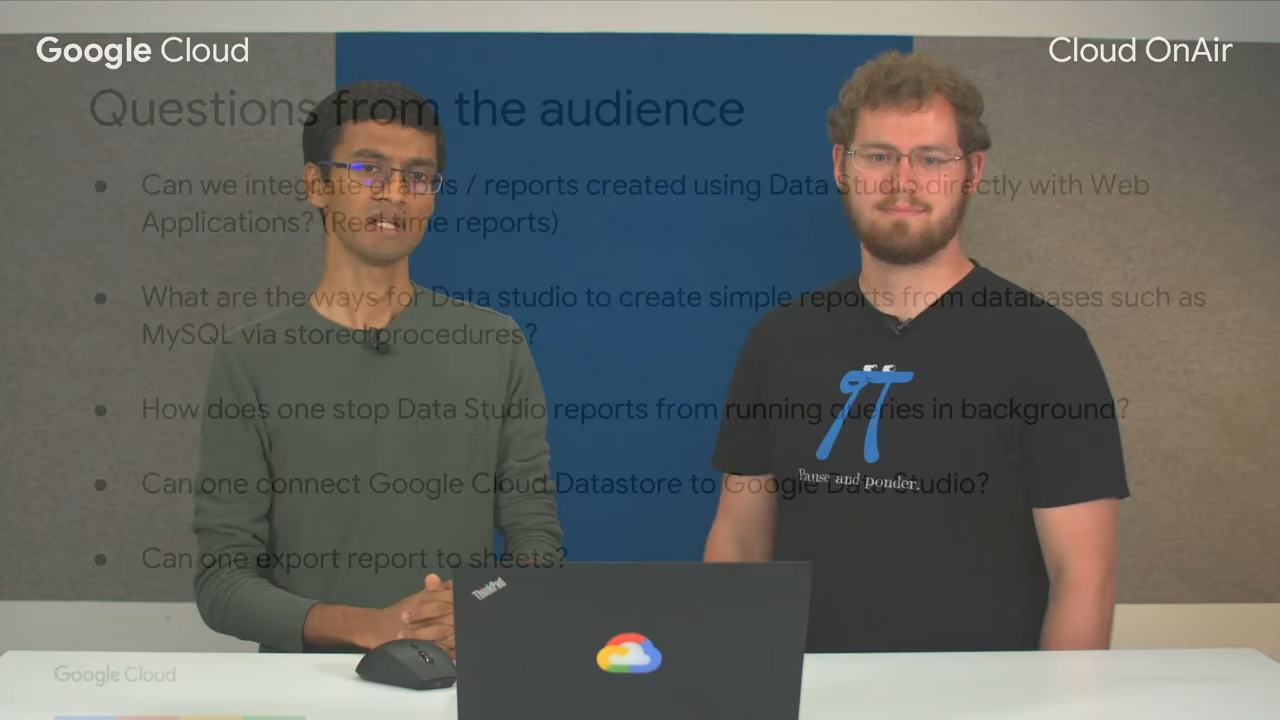 Google Cloud
Cloud OnAir
Questions from the audience
Can we integrate / reports created using Data Studio directly with Web
Applications? (Real time reports)
What are the ways for Data studio to create simple reports from databases such as
MySQL via stored procedures?
How does one stop Data Studio reports from running queries in background?
Can one connect Google Cloud Datastore to Google Data Studio?
Can one export report to sheets?
Pause and ponder.
ThinkPad
Google Cloud